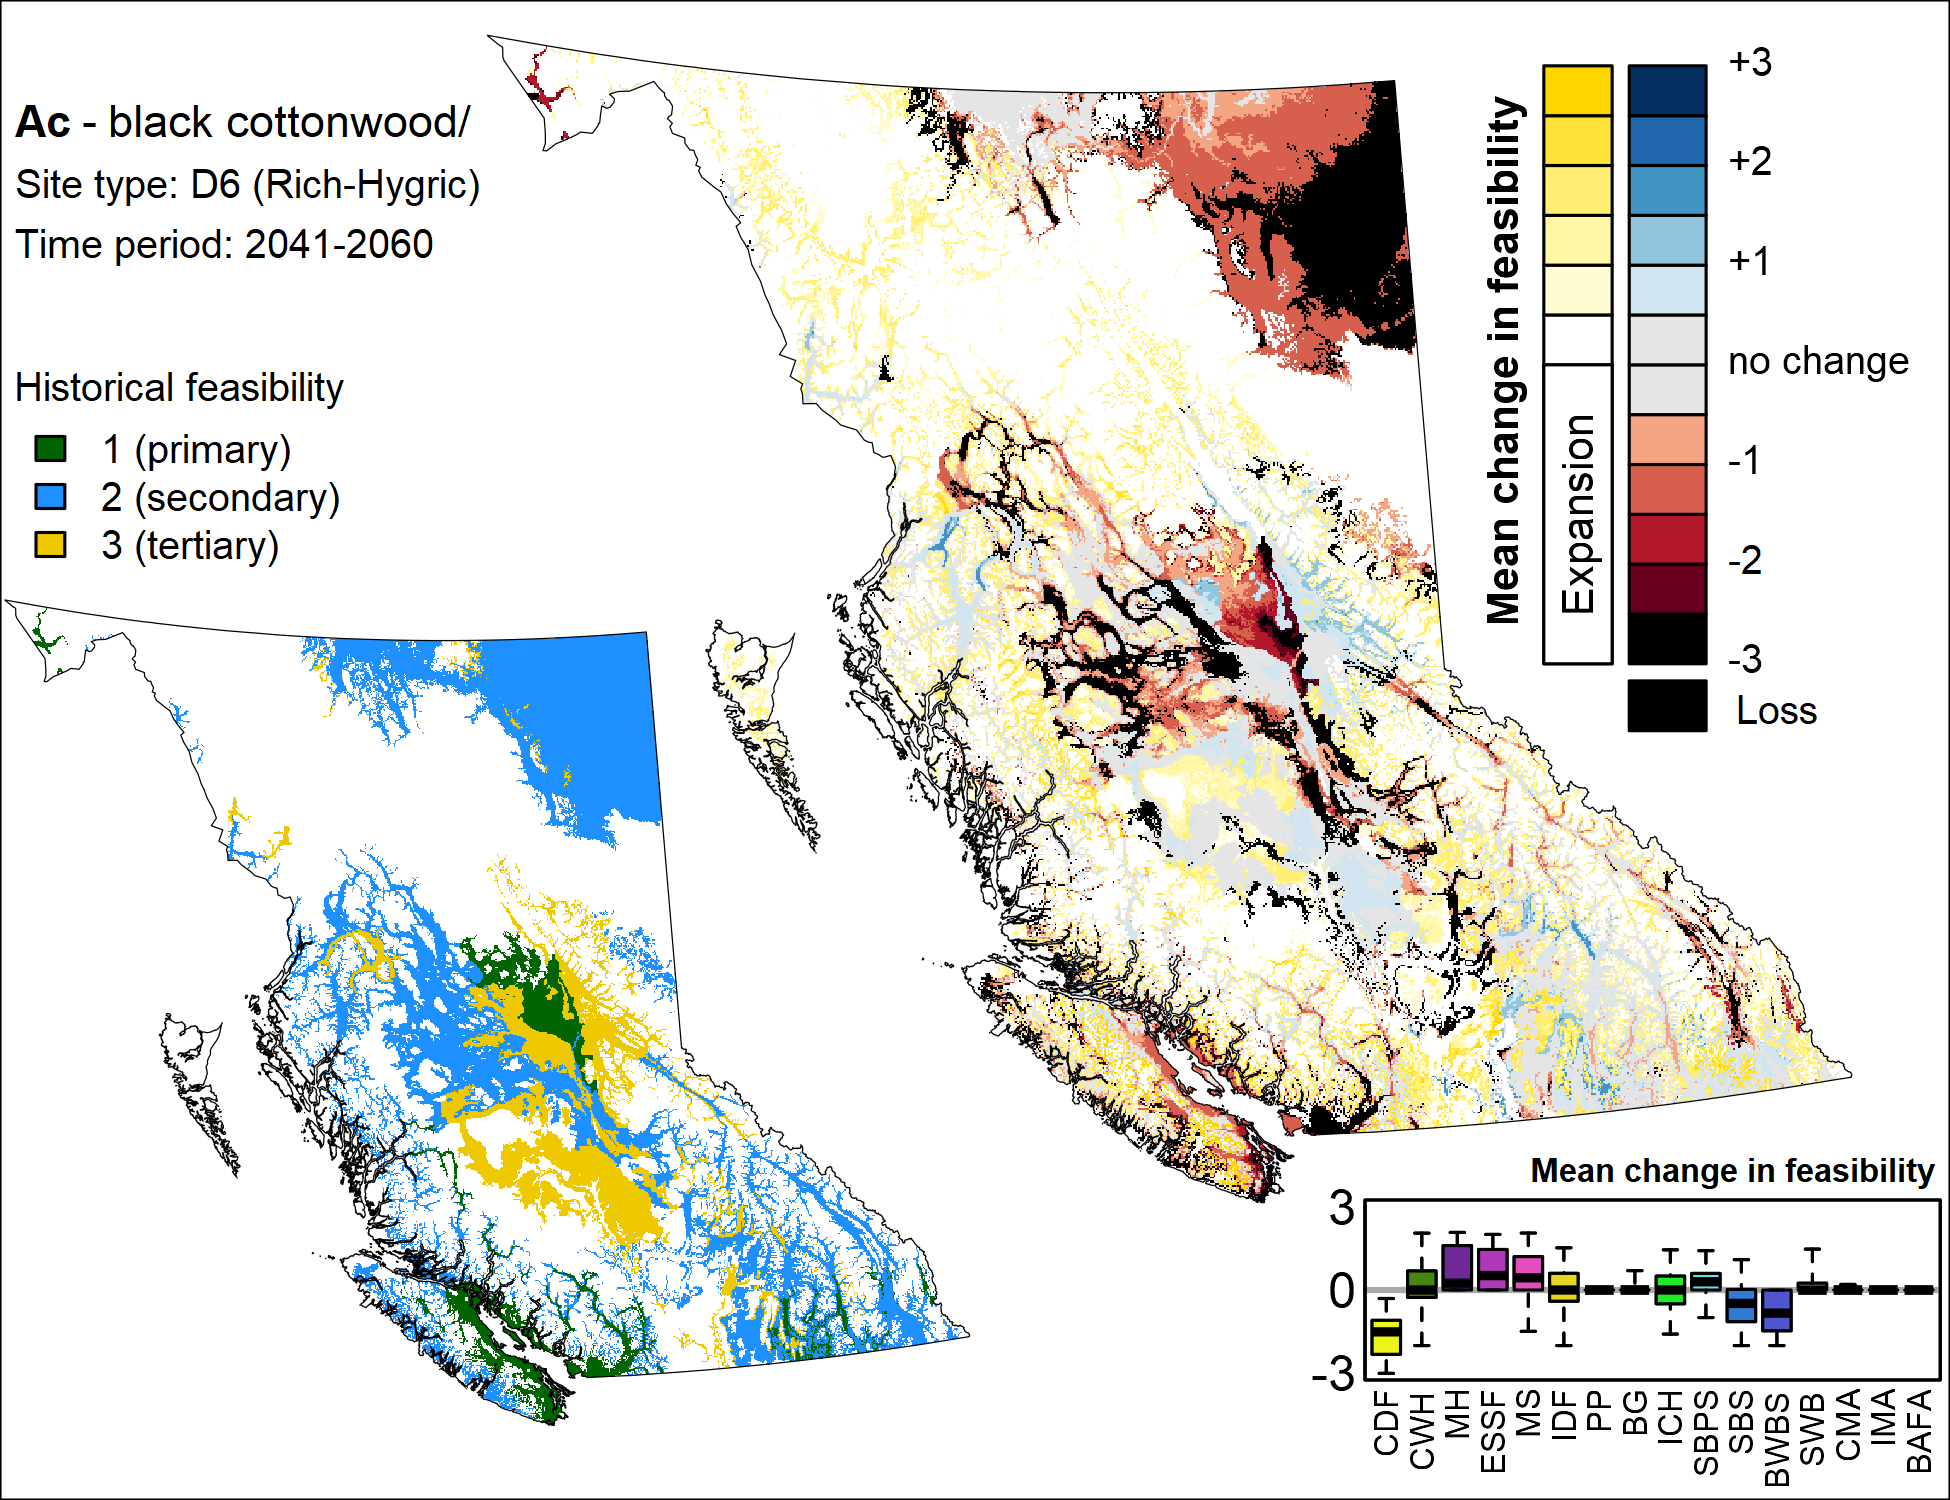 Ac - black cottonwood/
Site type: D6 (Rich-Hygric)
Time period: 2041-2060
Historical feasibility
1 (primary)
2 (secondary)
3 (tertiary)
Mean change in feasibility
Expansion
+3
+2
+1
no change
-1
-2
-3
Loss
Mean change in feasibility
3
0
-3
CDF
CWH
MH
ESSF
MS
IDF
PP
BG
ICH
SBPS
SBS
BWBS
SWB
CMA
IMA
BAFA